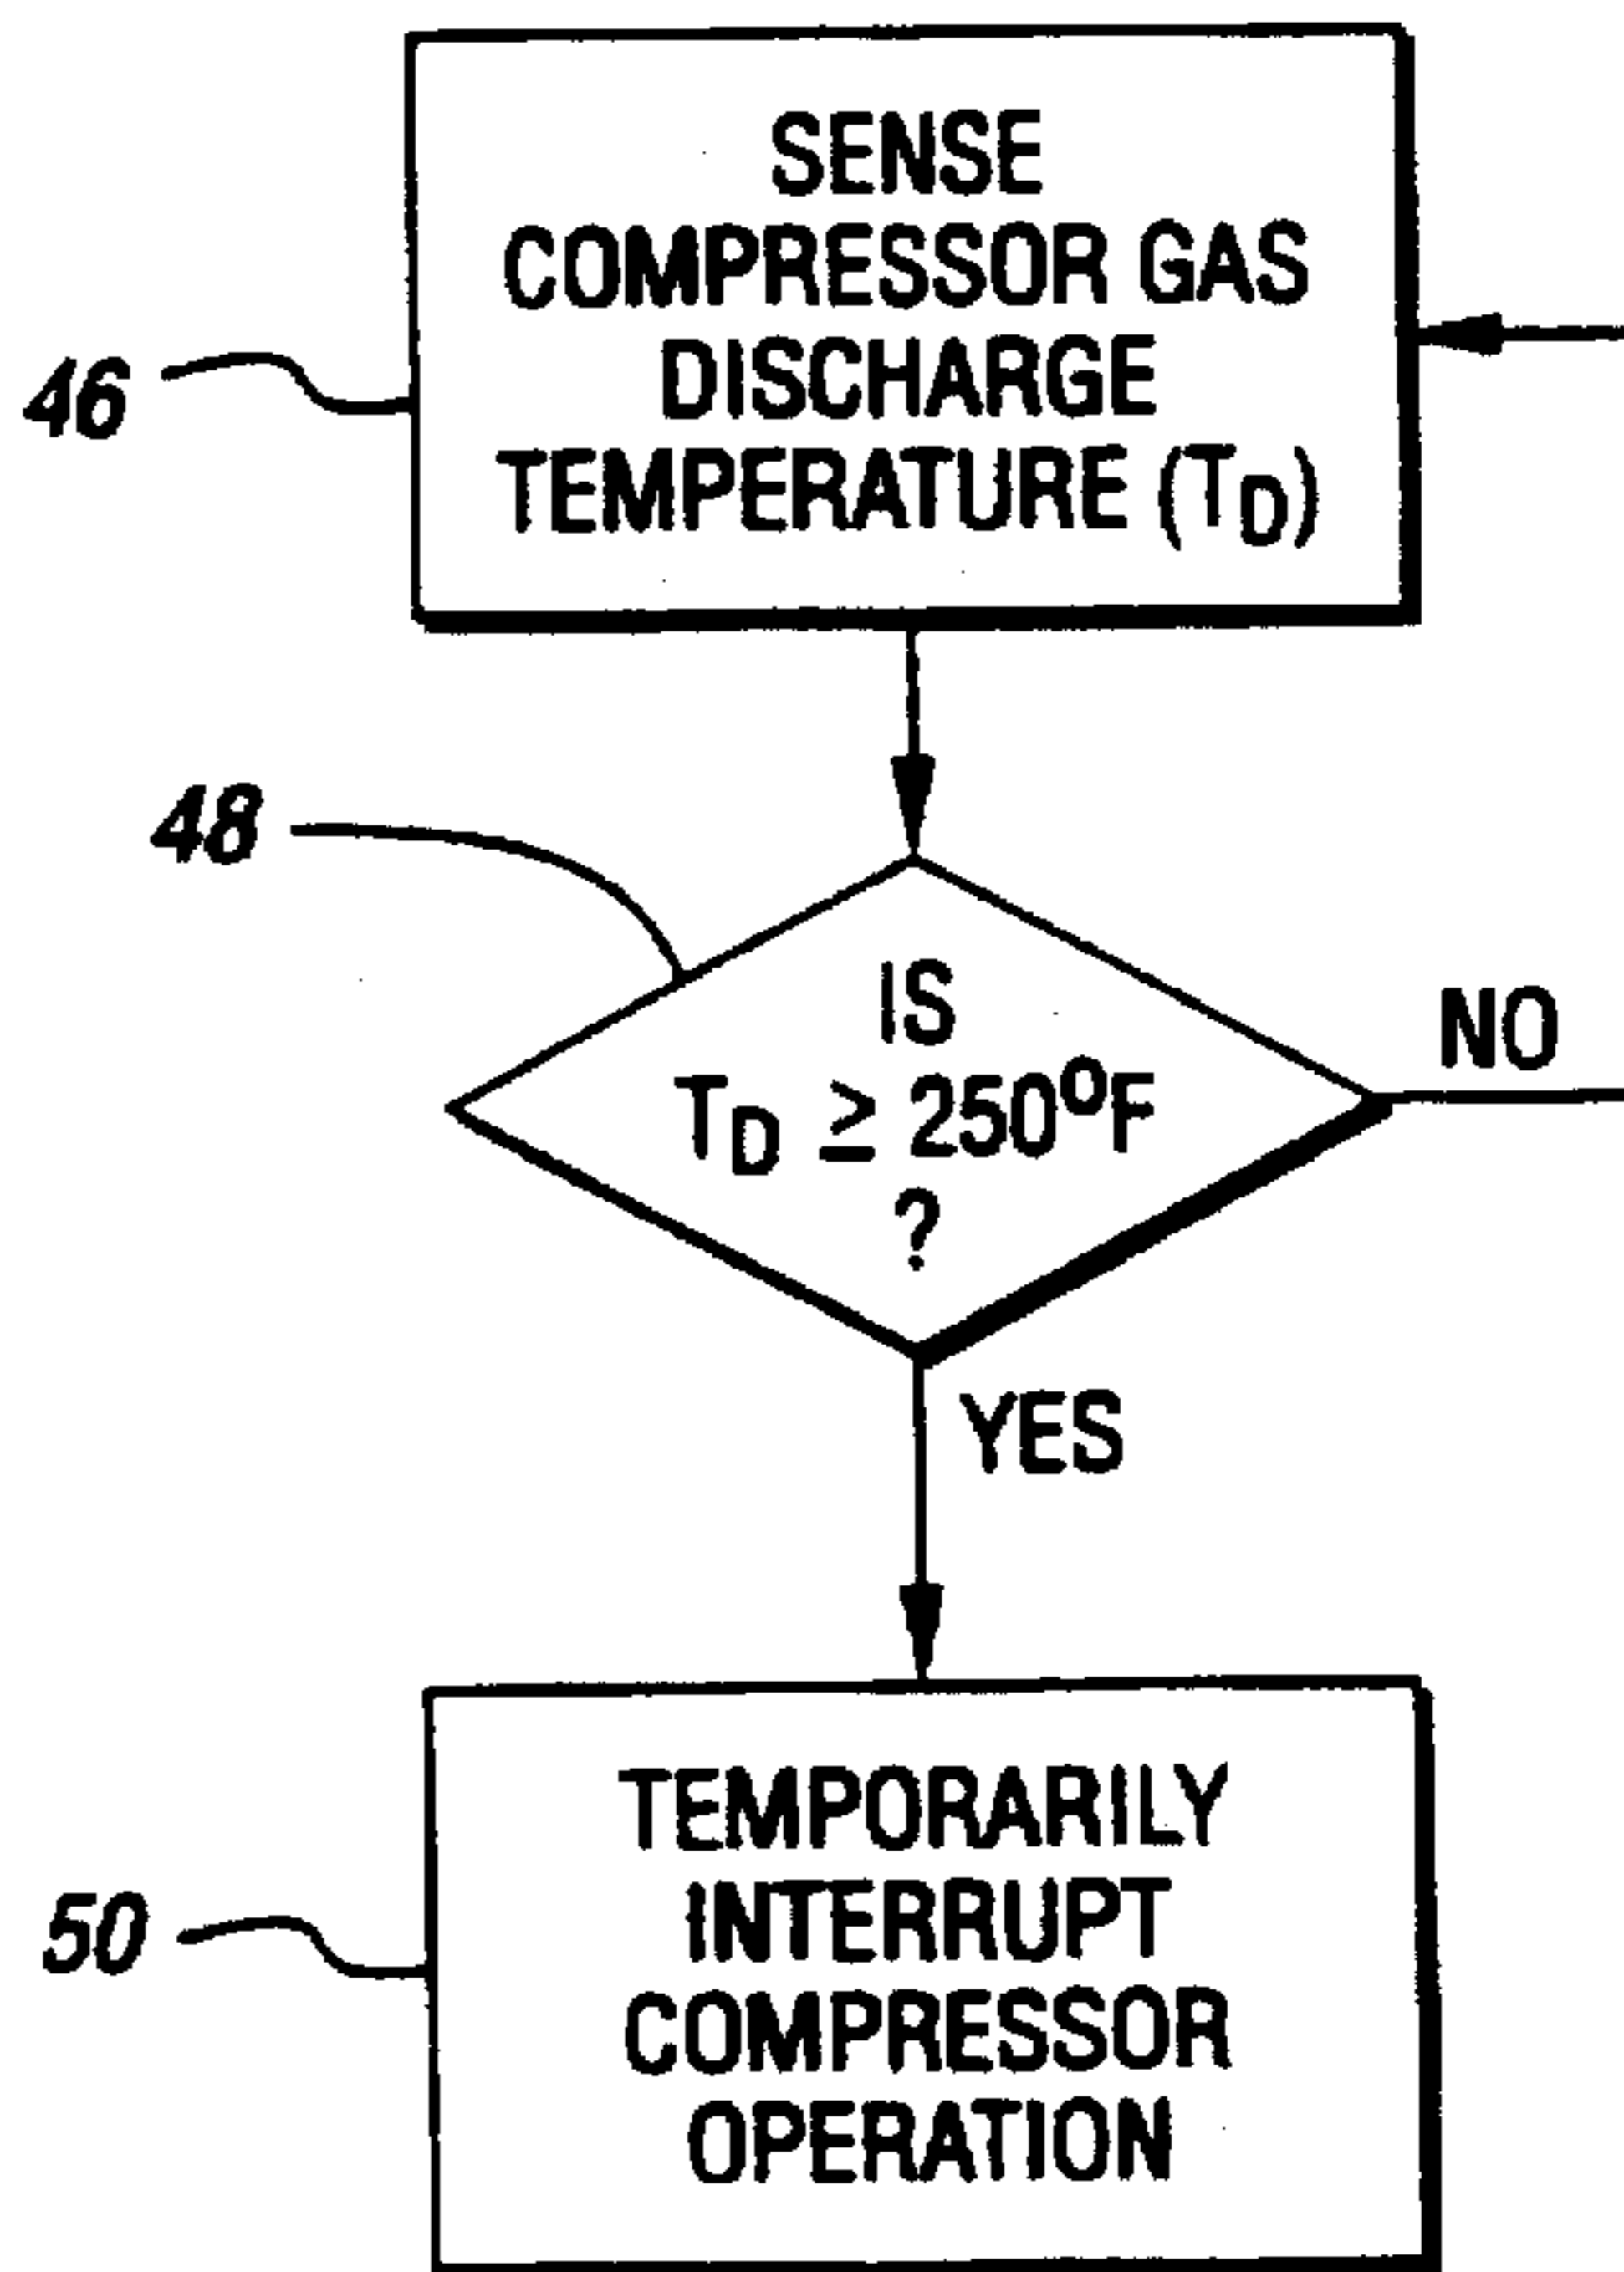 SENSE
COMPRESSOR GAS
DISCHARGE
TEMPERATURE (TD)
46
48
IS
TD ≥ 250°F
?
NO
YES
TEMPORARILY
INTERRUPT
COMPRESSOR
OPERATION
50